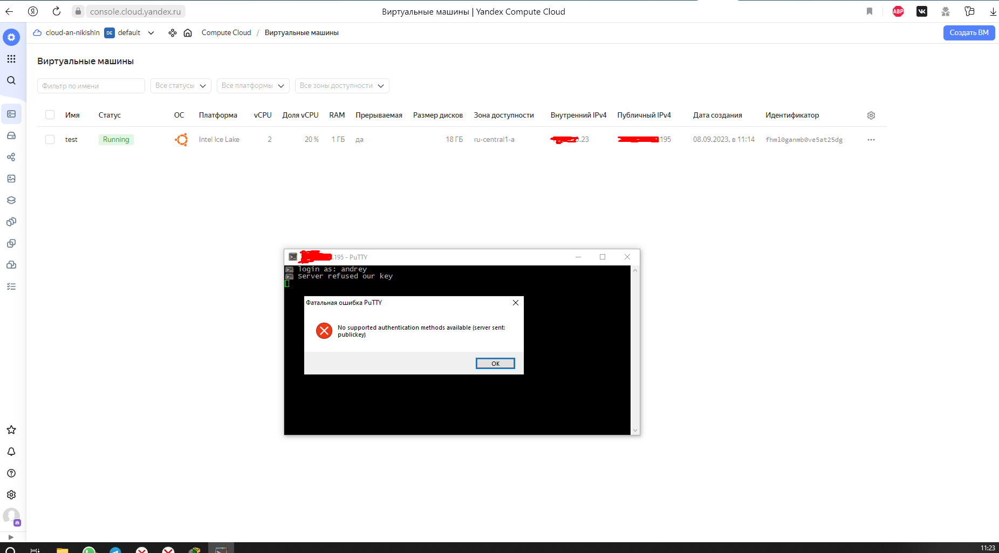 console.cloud.yandex.ru
Виртуальные машины | Yandex Compute Cloud
ABP
cloud-an-nikishin DE default
Compute Cloud / Виртуальные машины
Создать ВМ
Виртуальные машины
Фильтр по имени
Все статусы
Все платформы
Все зоны доступности
Имя Статус ОС Платформа vCPU Доля vCPU RAM Прерываемая Размер дисков Зона доступности Внутренний IPv4 Публичный IPv4 Дата создания Идентификатор
test Running Intel Ice Lake 2 20 % 1 ГБ да 18 ГБ ru-central1-a .23 195 08.09.2023, в 11:14 fhml0ganmb0ve5at25dg
.195 - PuTTY
login as: andrey
Server refused our key
Фатальная ошибка PuTTY
No supported authentication methods available (server sent:
publickey)
OK
11:23